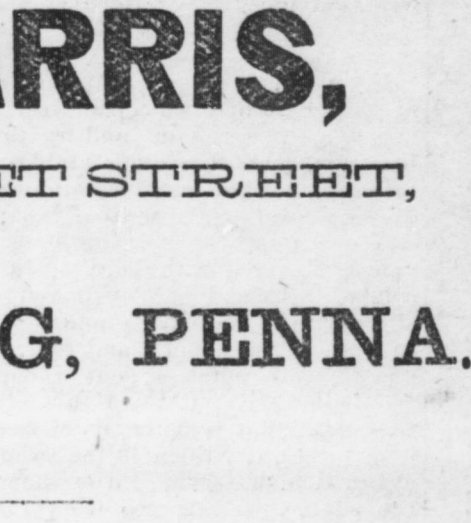 ARRIS,
ET STREET,
G, PENNA.